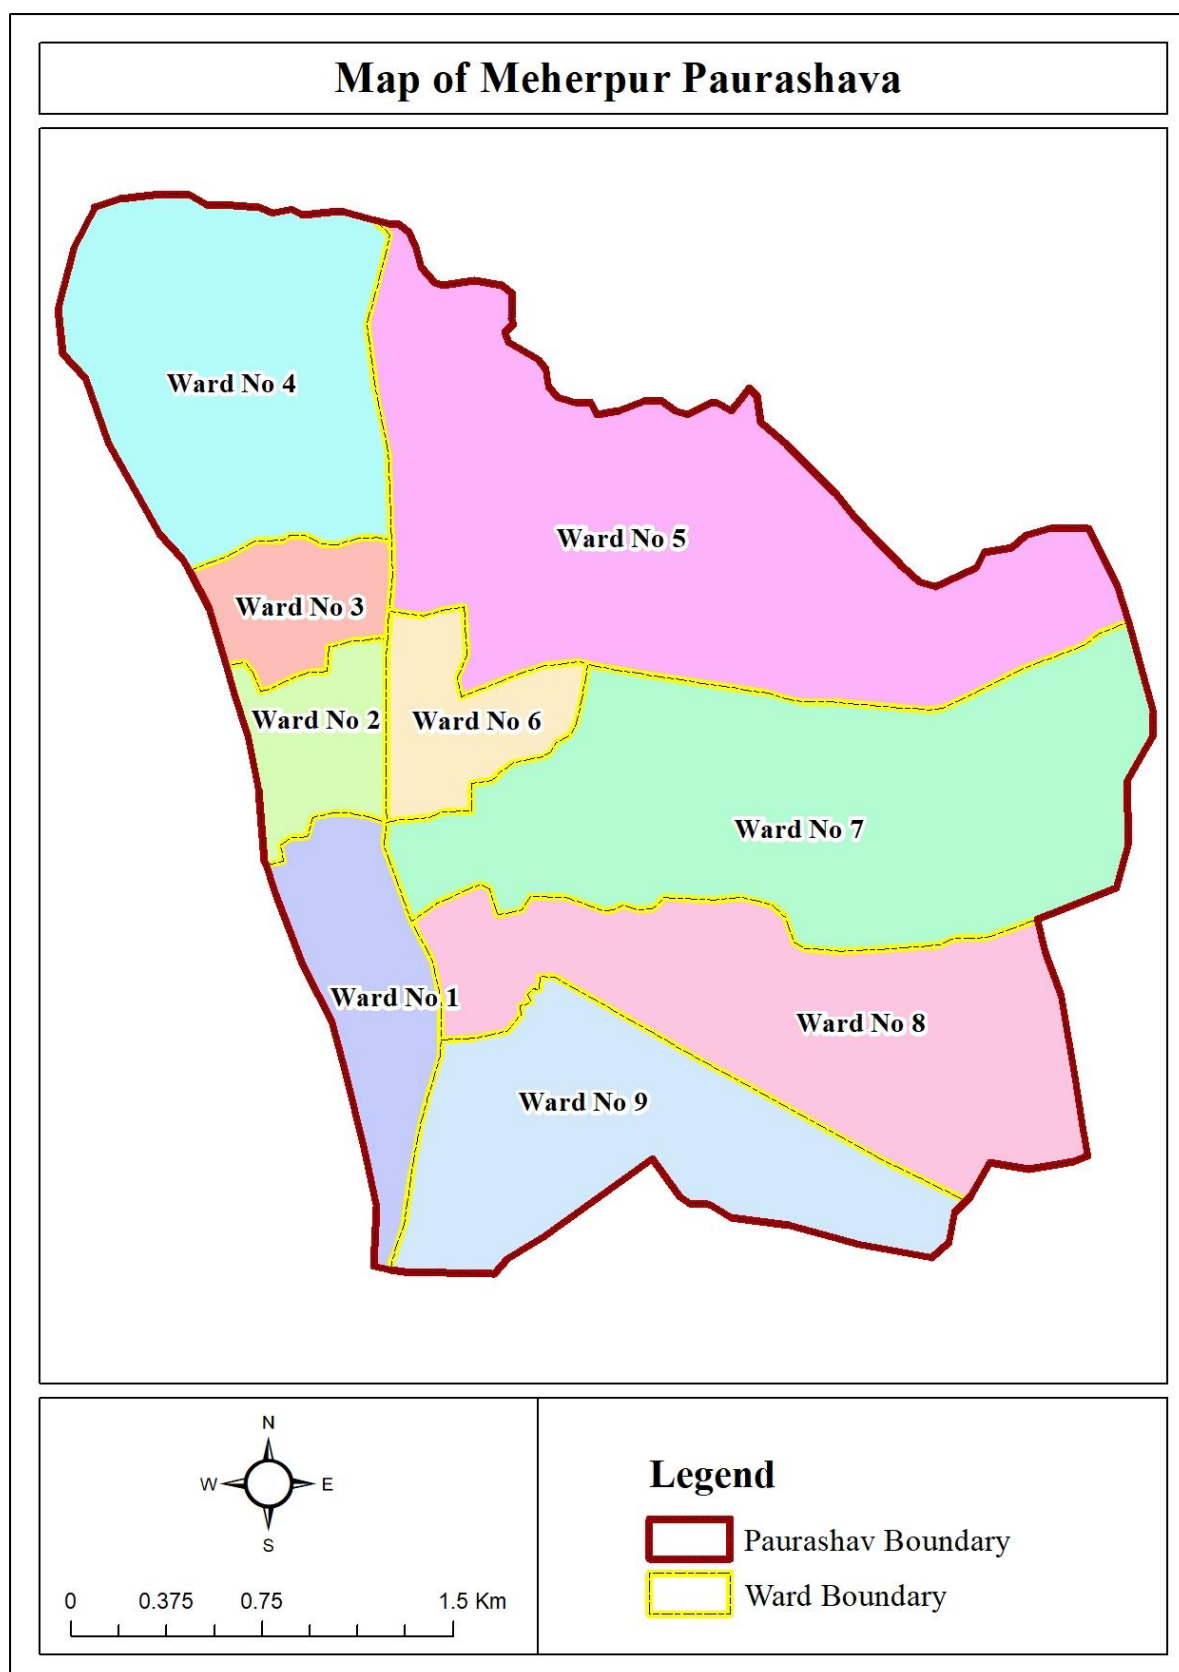 Map of Meherpur Paurashava
Ward No 4
Ward No 5
Ward No 3
Ward No 2
Ward No 6
Ward No 7
Ward No 1
Ward No 8
Ward No 9
N
W E
S
0 0.375 0.75 1.5 Km
Legend
Paurashav Boundary
Ward Boundary